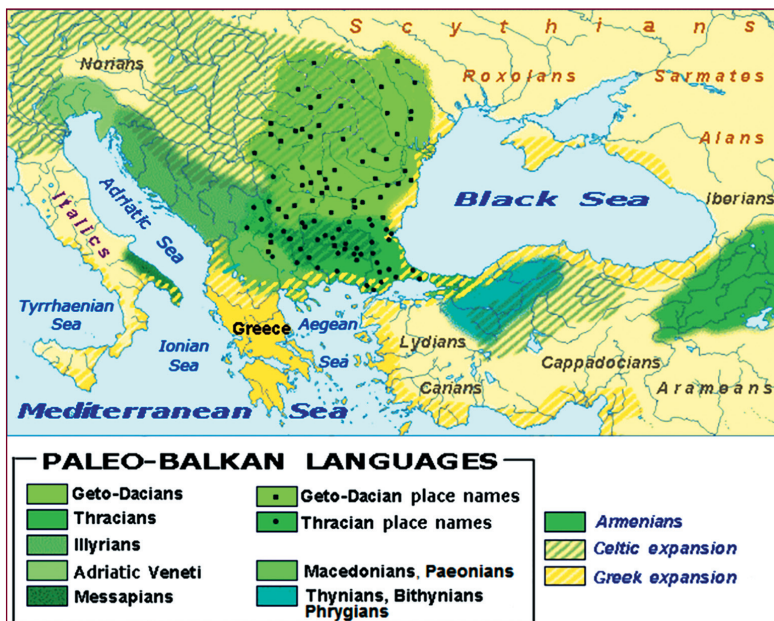 Scythians
Norians
Roxolans
Sarmates
Alans
Adriatic Sea
Italics
Black Sea
Iberians
Tyrrhaenian
Sea
Ionian
Sea
Greece
Aegean
Sea
Lydians
Cappadocians
Carians
Arameans
Mediterranean Sea
PALEO-BALKAN LANGUAGES
Geto-Dacians
Thracians
Illyrians
Adriatic Veneti
Messapians
Geto-Dacian place names
Thracian place names
Macedonians, Paeonians
Thynians, Bithynians
Phrygians
Armenians
Celtic expansion
Greek expansion